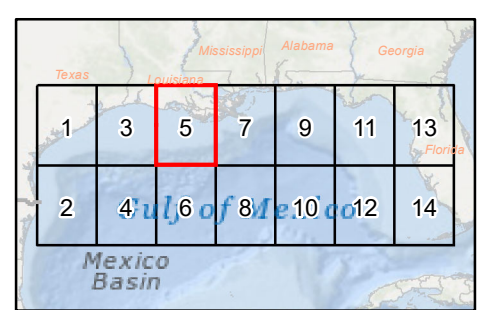 Mississippi Alabama Georgia
Texas Louisiana
1 3 5 7 9 11 13
Florida
2 4 6 8 10 12 14
Gulf of Mexico
Mexico
Basin